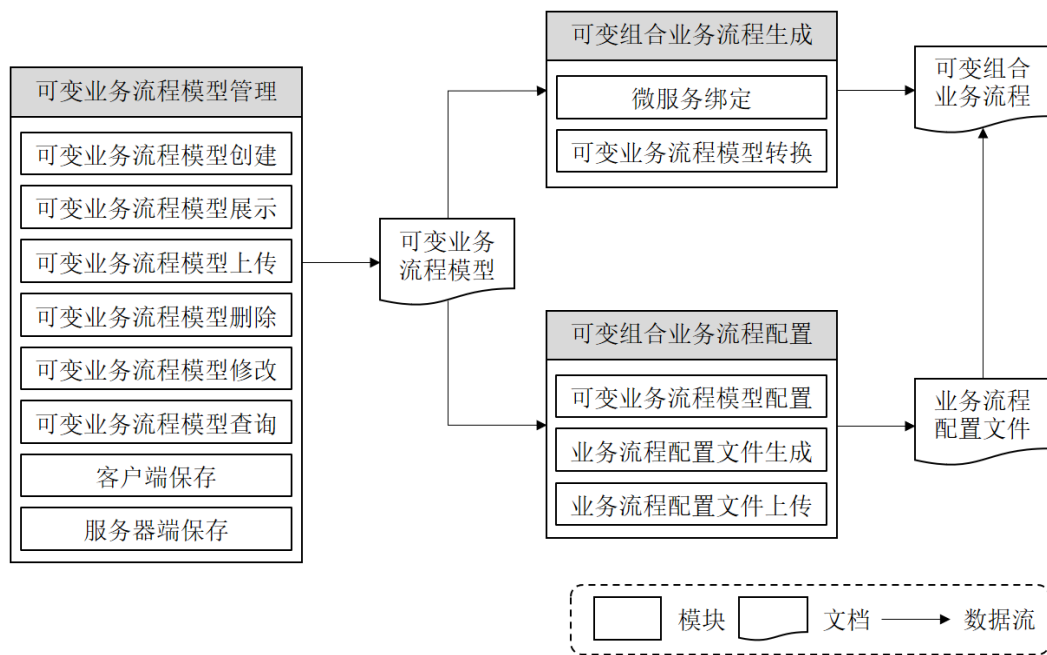 可变业务流程模型管理
可变业务流程模型创建
可变业务流程模型展示
可变业务流程模型上传
可变业务流程模型删除
可变业务流程模型修改
可变业务流程模型查询
客户端保存
服务器端保存
可变业务
流程模型
可变组合业务流程生成
微服务绑定
可变业务流程模型转换
可变组合业务流程配置
可变业务流程模型配置
业务流程配置文件生成
业务流程配置文件上传
可变组合
业务流程
业务流程
配置文件
模块
文档
数据流